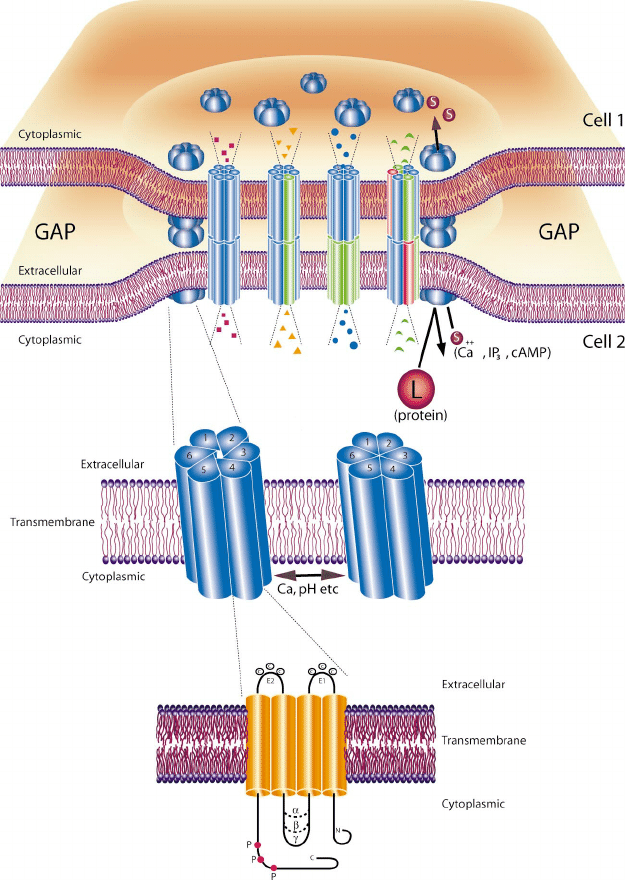 S
S
Cell 1
Cytoplasmic
GAP
GAP
Extracellular
Cytoplasmic
Cell 2
S ++
(Ca , IP3 , cAMP)
L
(protein)
1 2 3 4 5 6
1 2 3 4 5 6
Extracellular
Transmembrane
Cytoplasmic
Ca, pH etc
C C C
C C C
E2
E1
Extracellular
Transmembrane
Cytoplasmic
α
β
γ
N
P
P
P
C